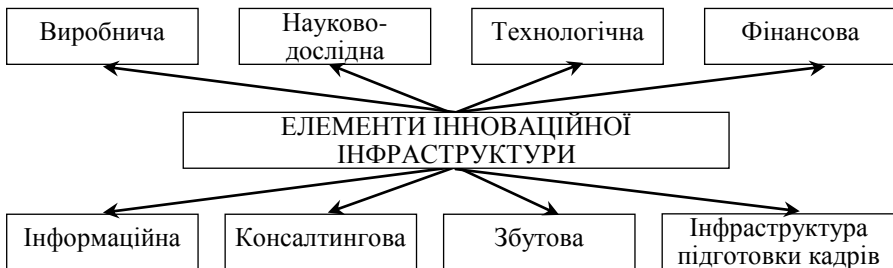 Виробнича
Науково-
дослідна
Технологічна
Фінансова
ЕЛЕМЕНТИ ІННОВАЦІЙНОЇ
ІНФРАСТРУКТУРИ
Інформаційна
Консалтингова
Збутова
Інфраструктура
підготовки кадрів